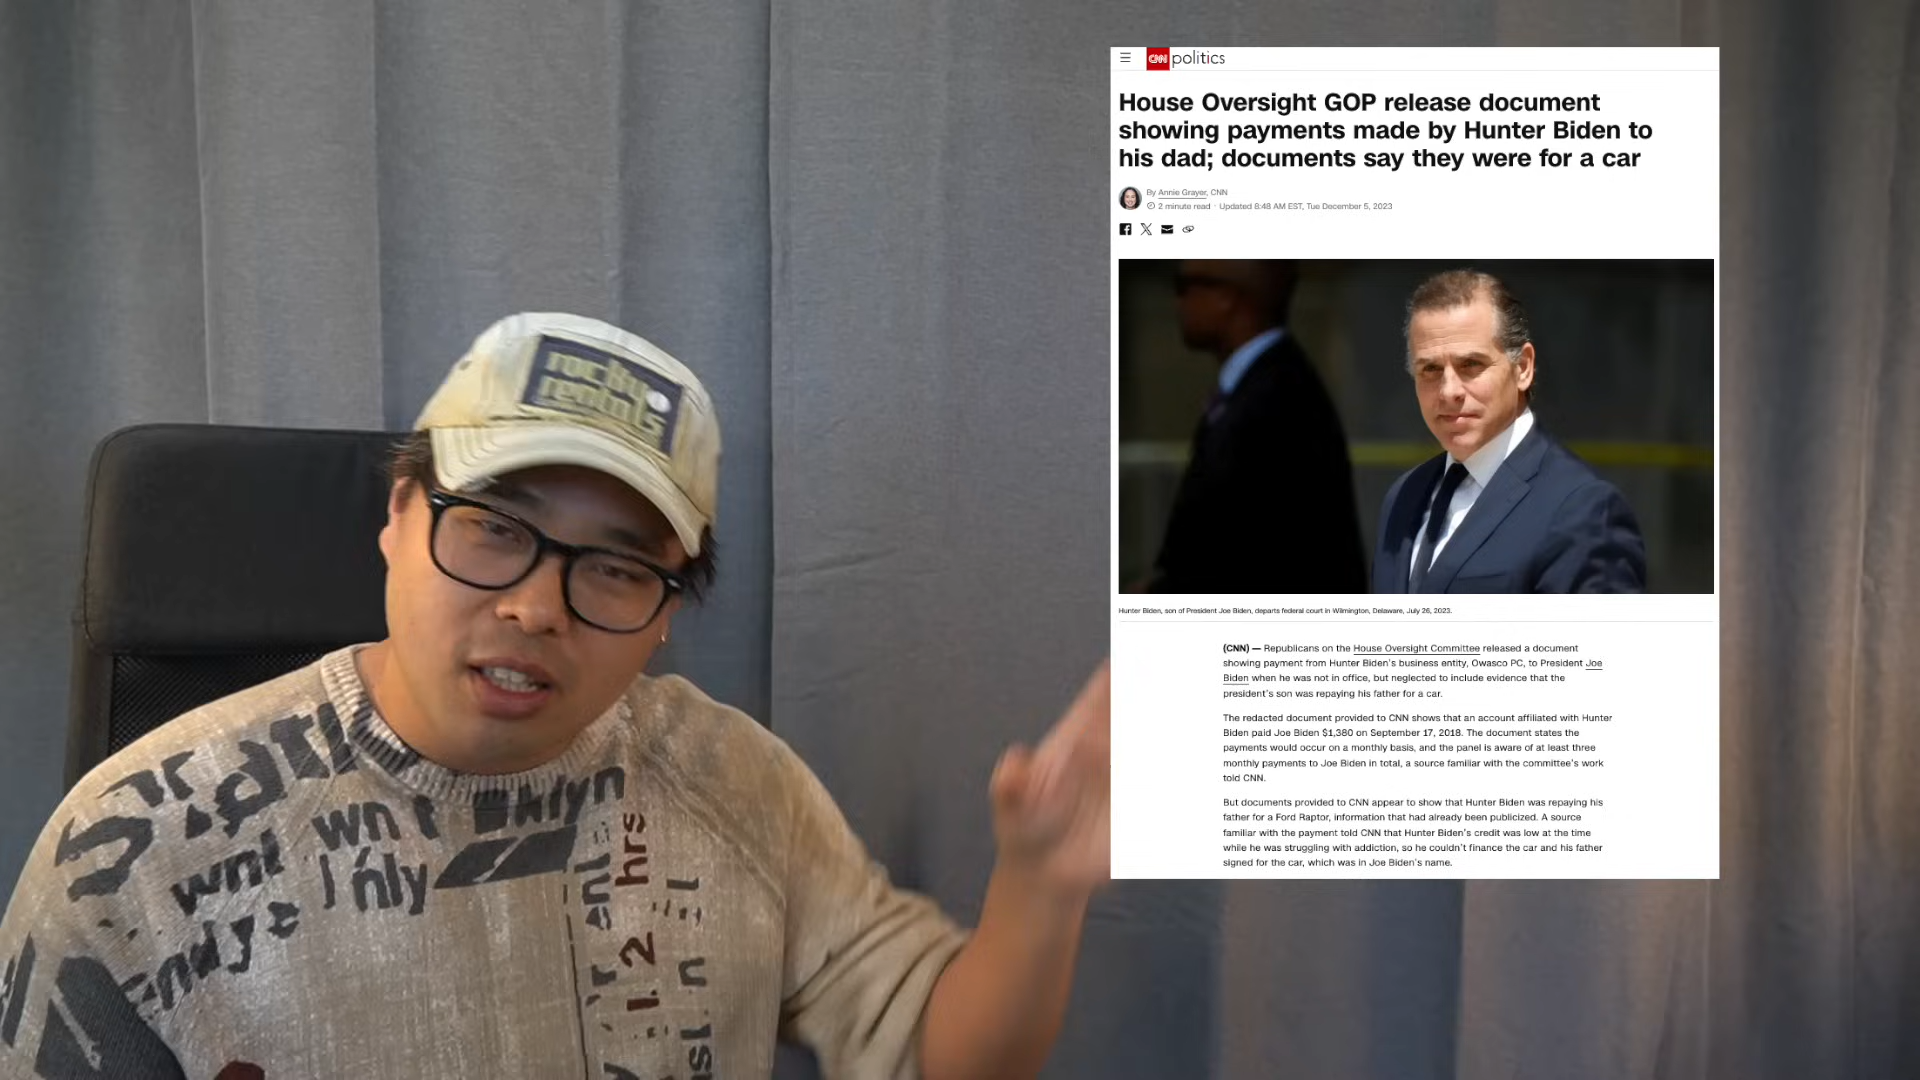 CNN politics
House Oversight GOP release document
showing payments made by Hunter Biden to
his dad; documents say they were for a car
By Annie Grayer, CNN
2 minute read · Updated 8:48 AM EST, Tue December 5, 2023
Hunter Biden, son of President Joe Biden, departs federal court in Wilmington, Delaware, July 26, 2023.
(CNN) — Republicans on the House Oversight Committee released a document
showing payment from Hunter Biden's business entity, Owasco PC, to President Joe
Biden when he was not in office, but neglected to include evidence that the
president's son was repaying his father for a car.
The redacted document provided to CNN shows that an account affiliated with Hunter
Biden paid Joe Biden $1,380 on September 17, 2018. The document states the
payments would occur on a monthly basis, and the panel is aware of at least three
monthly payments to Joe Biden in total, a source familiar with the committee's work
told CNN.
But documents provided to CNN appear to show that Hunter Biden was repaying his
father for a Ford Raptor, information that had already been publicized. A source
familiar with the payment told CNN that Hunter Biden's credit was low at the time
while he was struggling with addiction, so he couldn't finance the car and his father
signed for the car, which was in Joe Biden's name.
wn
wnl
nly
hrs
1.2